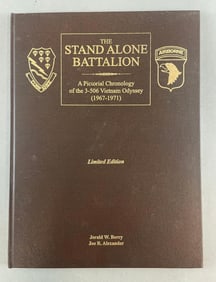 THE
STAND ALONE
BATTALION
A Pictorial Chronology
of the 3-506 Vietnam Odyssey
(1967-1971)
AIRBORNE
Limited Edition
Jerald W. Berry
Joe R. Alexander